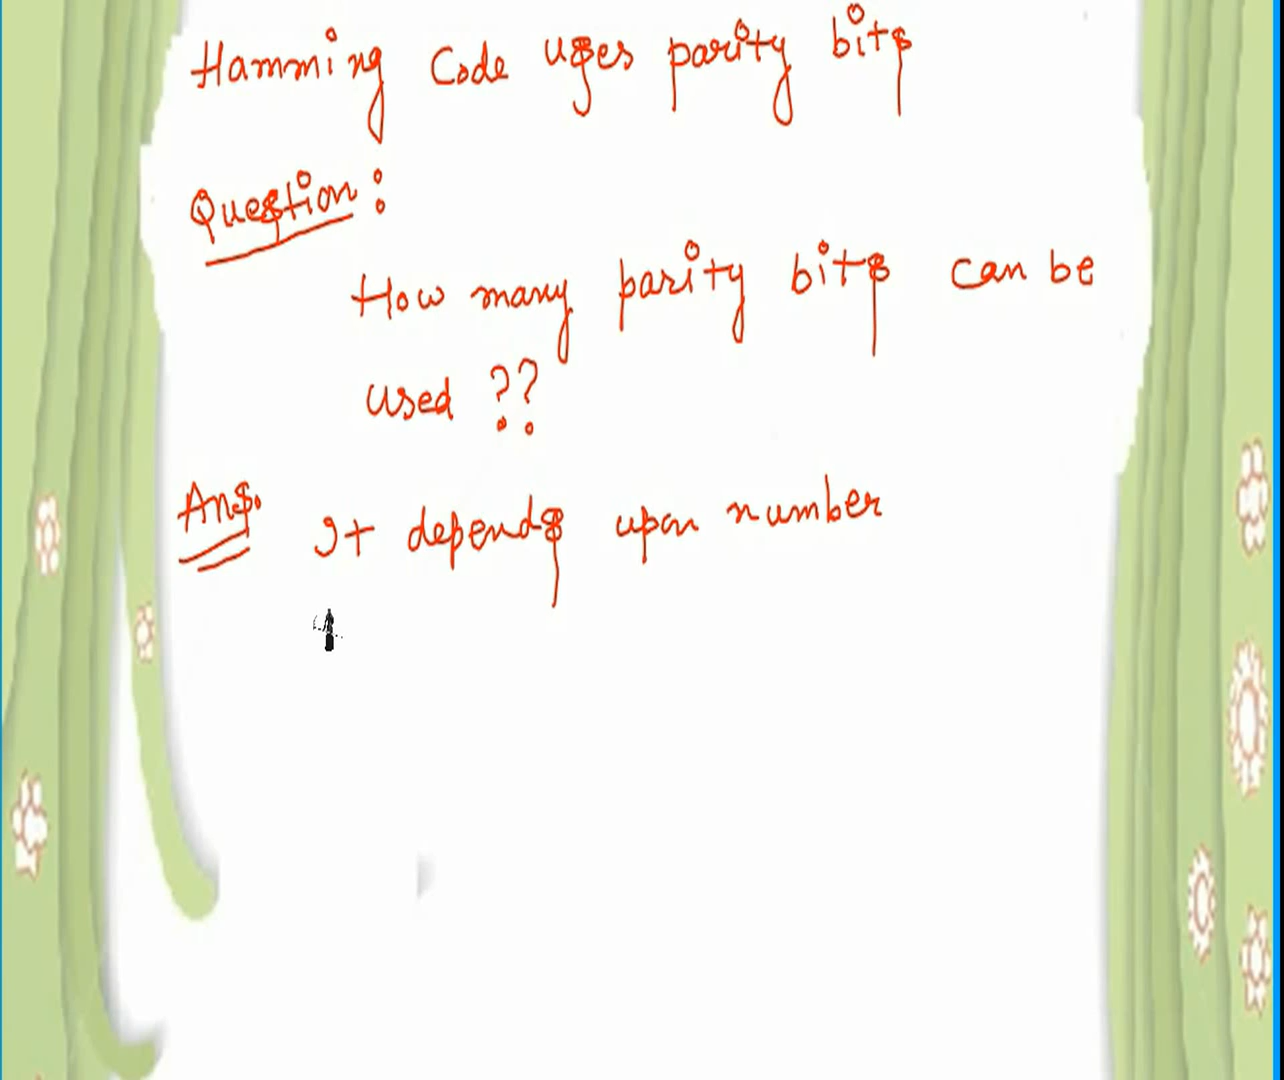 Hamming Code uses parity bits
Question:
How many parity bits can be
used ??
Ans. It depends upon number